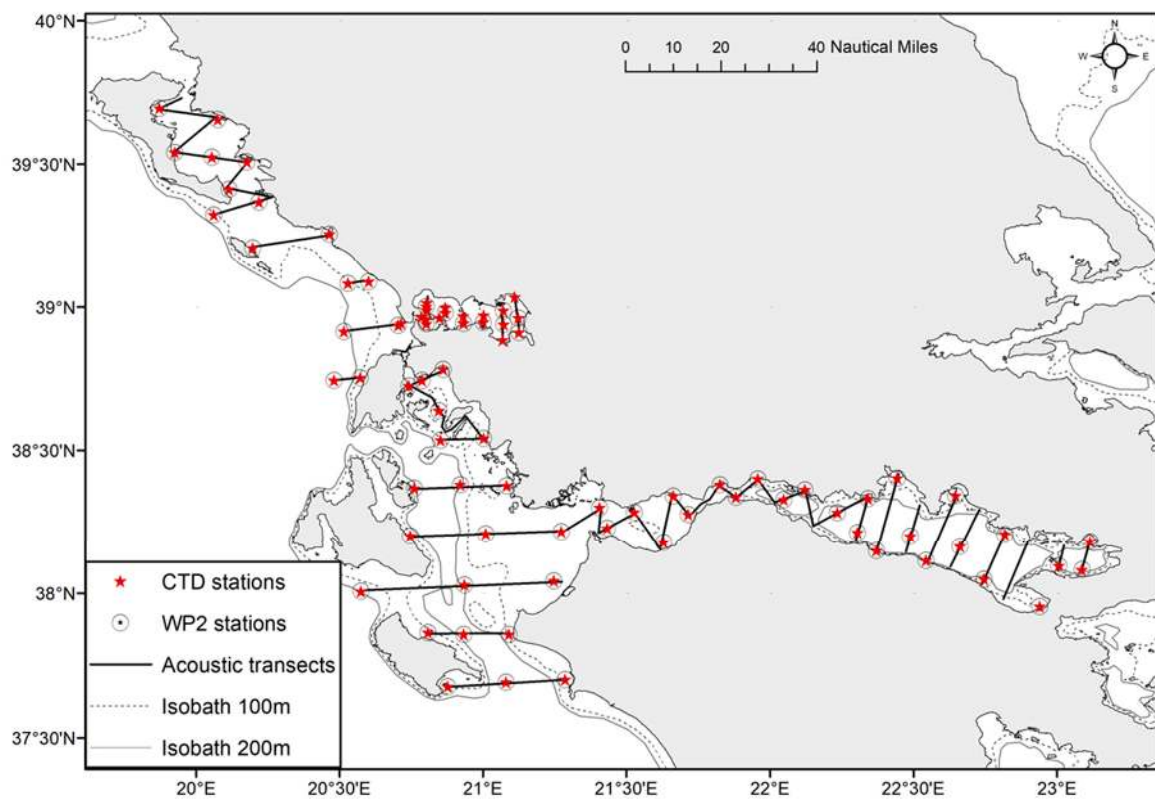 40°N
0 10 20 40 Nautical Miles
N
W E
S
39°30'N
39°N
38°30'N
38°N
37°30'N
CTD stations
WP2 stations
Acoustic transects
Isobath 100m
Isobath 200m
20°E 20°30'E 21°E 21°30'E 22°E 22°30'E 23°E